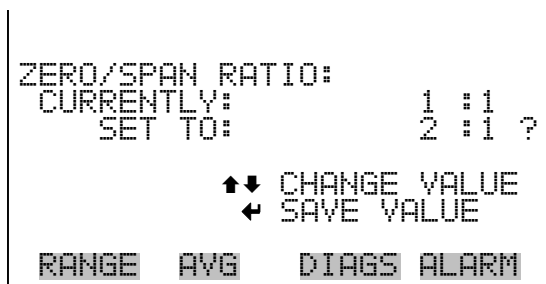 ZERO/SPAN RATIO:
CURRENTLY: 1 :1
SET TO: 2 :1 ?
⬆⬇ CHANGE VALUE
↵ SAVE VALUE
RANGE AVG DIAGS ALARM